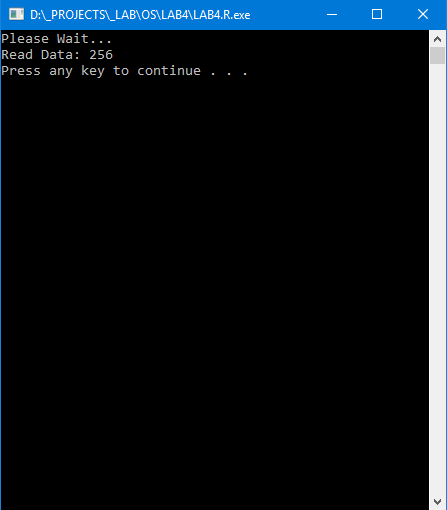 D:\_PROJECTS\_LAB\OS\LAB4\LAB4.R.exe
Please Wait...
Read Data: 256
Press any key to continue . . .